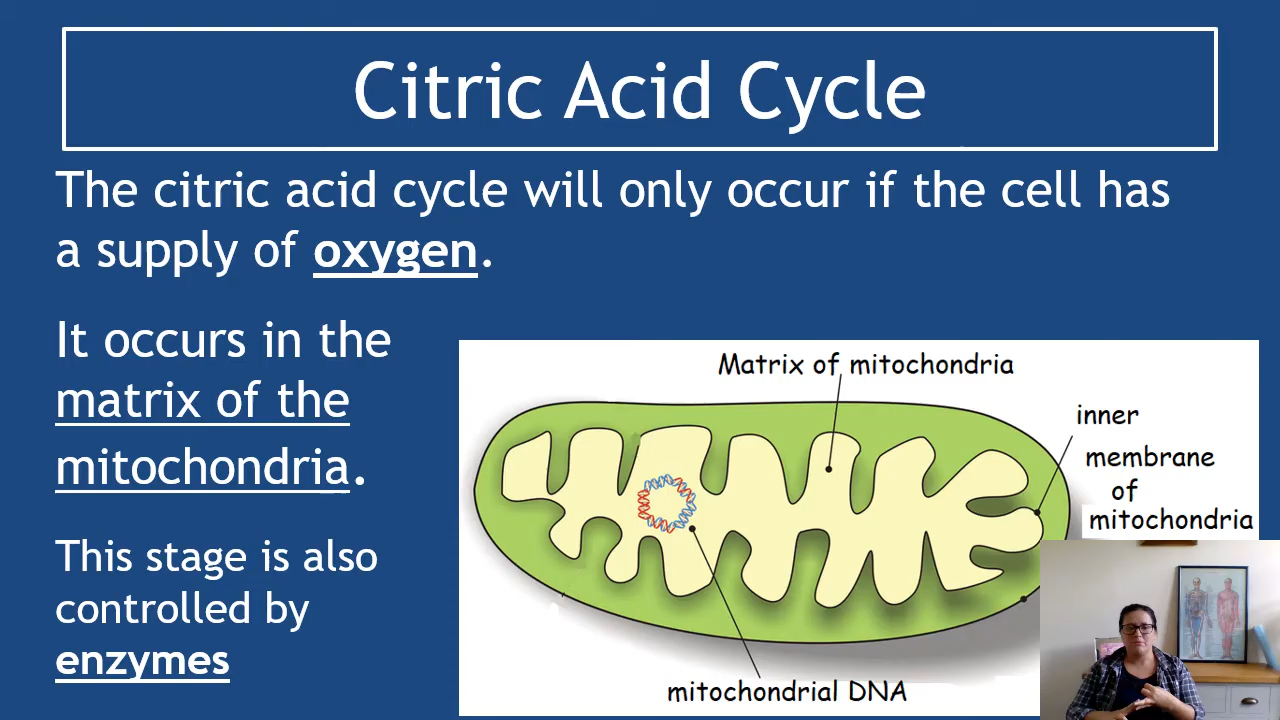 Citric Acid Cycle
The citric acid cycle will only occur if the cell has
a supply of oxygen.
It occurs in the
matrix of the
mitochondria.
This stage is also
controlled by
enzymes
Matrix of mitochondria
inner
membrane
of
mitochondria
mitochondrial DNA